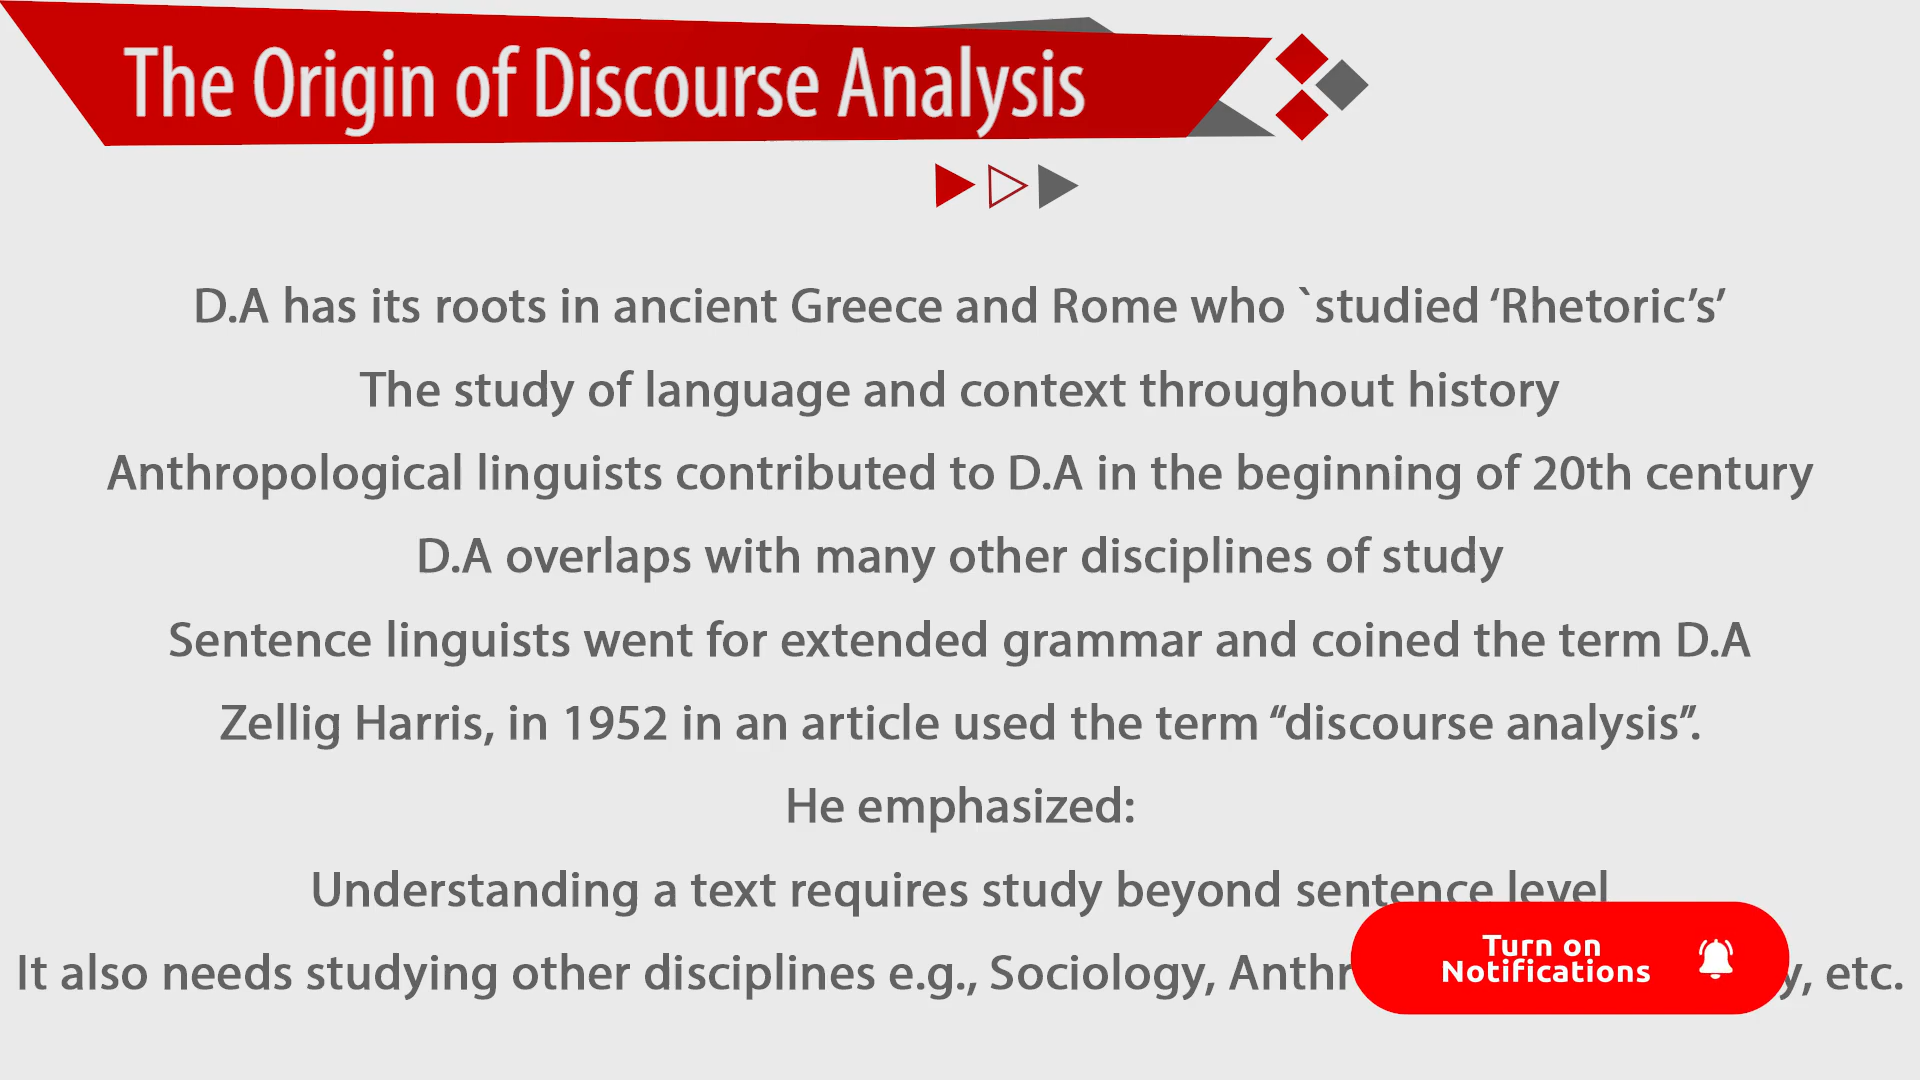 The Origin of Discourse Analysis
D.A has its roots in ancient Greece and Rome who `studied ‘Rhetoric’s’
The study of language and context throughout history
Anthropological linguists contributed to D.A in the beginning of 20th century
D.A overlaps with many other disciplines of study
Sentence linguists went for extended grammar and coined the term D.A
Zellig Harris, in 1952 in an article used the term “discourse analysis”.
He emphasized:
Understanding a text requires study beyond sentence level
It also needs studying other disciplines e.g., Sociology, etc.
Turn on
Notifications